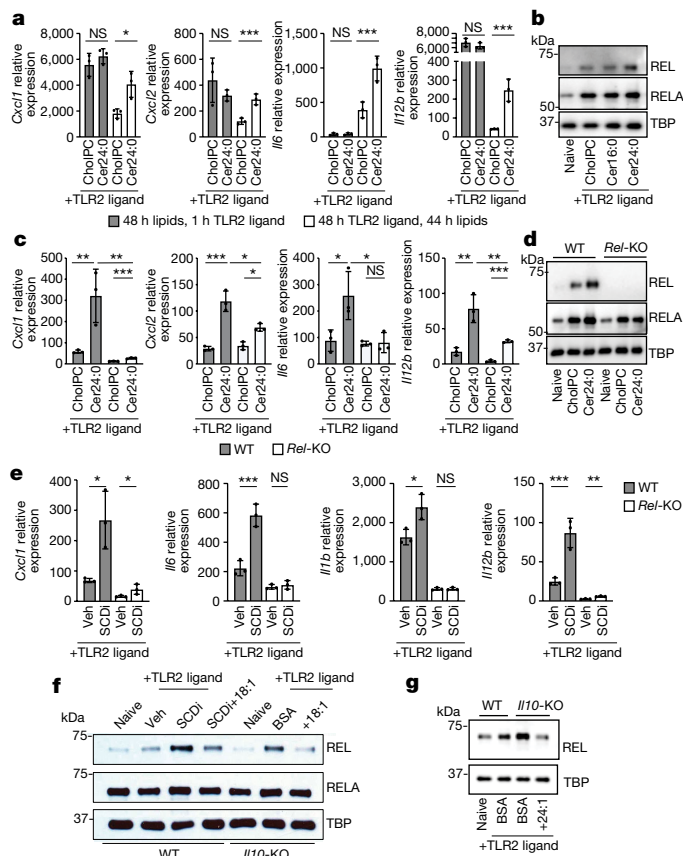 a
Cxcl1 relative expression
8,000
6,000
4,000
2,000
0
NS
*
CholPC
Cer24:0
CholPC
Cer24:0
+TLR2 ligand
Cxcl2 relative expression
800
600
400
200
0
NS
***
CholPC
Cer24:0
CholPC
Cer24:0
+TLR2 ligand
Il6 relative expression
1,500
1,000
500
0
NS
***
CholPC
Cer24:0
CholPC
Cer24:0
+TLR2 ligand
Il12b relative expression
8,000
6,000
400
300
200
100
0
NS
***
CholPC
Cer24:0
CholPC
Cer24:0
+TLR2 ligand
48 h lipids, 1 h TLR2 ligand
48 h TLR2 ligand, 44 h lipids
b
kDa
50
37
REL
RELA
TBP
Naive
CholPC
Cer16:0
Cer24:0
+TLR2 ligand
c
Cxcl1 relative expression
500
400
300
200
100
0
**
**
***
CholPC
Cer24:0
CholPC
Cer24:0
+TLR2 ligand
Cxcl2 relative expression
200
150
100
50
0
***
*
*
CholPC
Cer24:0
CholPC
Cer24:0
+TLR2 ligand
Il6 relative expression
400
300
200
100
0
*
*
NS
CholPC
Cer24:0
CholPC
Cer24:0
+TLR2 ligand
Il12b relative expression
150
100
50
0
**
**
***
CholPC
Cer24:0
CholPC
Cer24:0
+TLR2 ligand
WT
Rel-KO
d
WT
Rel-KO
kDa
75
50
37
REL
RELA
TBP
Naive
CholPC
Cer24:0
Naive
CholPC
Cer24:0
+TLR2 ligand
e
Cxcl1 relative expression
400
300
200
100
0
*
*
Veh
SCDi
Veh
SCDi
+TLR2 ligand
Il6 relative expression
800
600
400
200
0
***
NS
Veh
SCDi
Veh
SCDi
+TLR2 ligand
Il1b relative expression
3,000
2,000
1,000
0
*
NS
Veh
SCDi
Veh
SCDi
+TLR2 ligand
Il12b relative expression
150
100
50
0
***
**
Veh
SCDi
Veh
SCDi
+TLR2 ligand
WT
Rel-KO
f
+TLR2 ligand
+TLR2 ligand
kDa
Naive
Veh
SCDi
SCDi+18:1
Naive
BSA
+18:1
75
75
37
REL
RELA
TBP
WT
Il10-KO
g
WT
Il10-KO
kDa
75
37
REL
TBP
Naive
BSA
BSA
+24:1
+TLR2 ligand